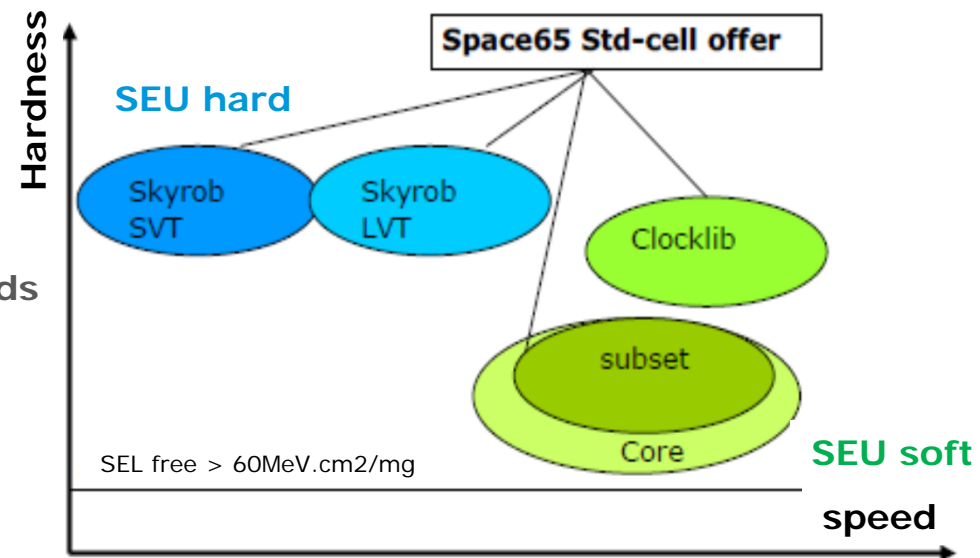 Hardness
Space65 Std-cell offer
SEU hard
Skyrob
SVT
Skyrob
LVT
Clocklib
ds
subset
Core
SEU soft
SEL free > 60MeV.cm2/mg
speed